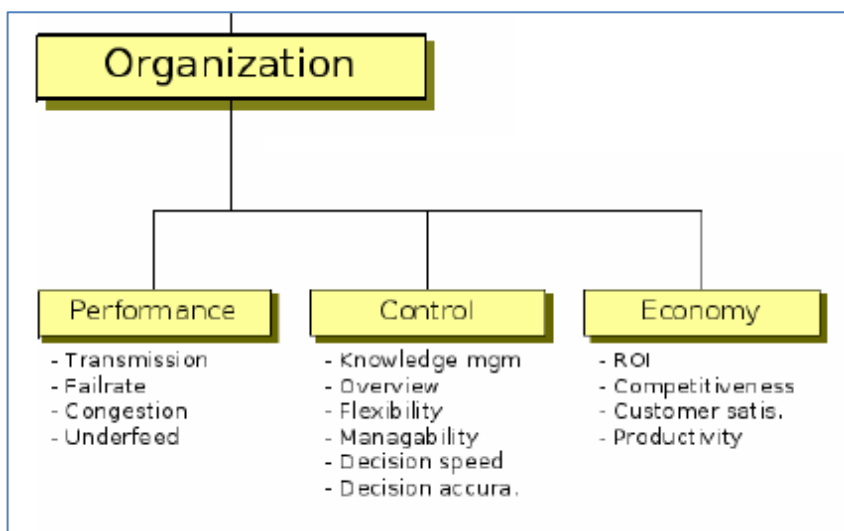 Organization
Performance
- Transmission
- Failrate
- Congestion
- Underfeed
Control
- Knowledge mgm
- Overview
- Flexibility
- Managability
- Decision speed
- Decision accura.
Economy
- ROI
- Competitiveness
- Customer satis.
- Productivity